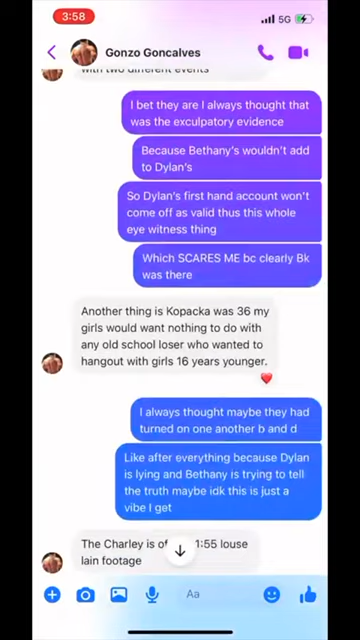 3:58
5G
Gonzo Goncalves
with two different events
I bet they are I always thought that
was the exculpatory evidence
Because Bethany's wouldn't add
to Dylan's
So Dylan's first hand account won't
come off as valid thus this whole
eye witness thing
Which SCARES ME bc clearly Bk
was there
Another thing is Kopacka was 36 my
girls would want nothing to do with
any old school loser who wanted to
hangout with girls 16 years younger.
I always thought maybe they had
turned on one another b and d
Like after everything because Dylan
is lying and Bethany is trying to tell
the truth maybe idk this is just a
vibe I get
The Charley is 1:55 louse
lain footage
Aa